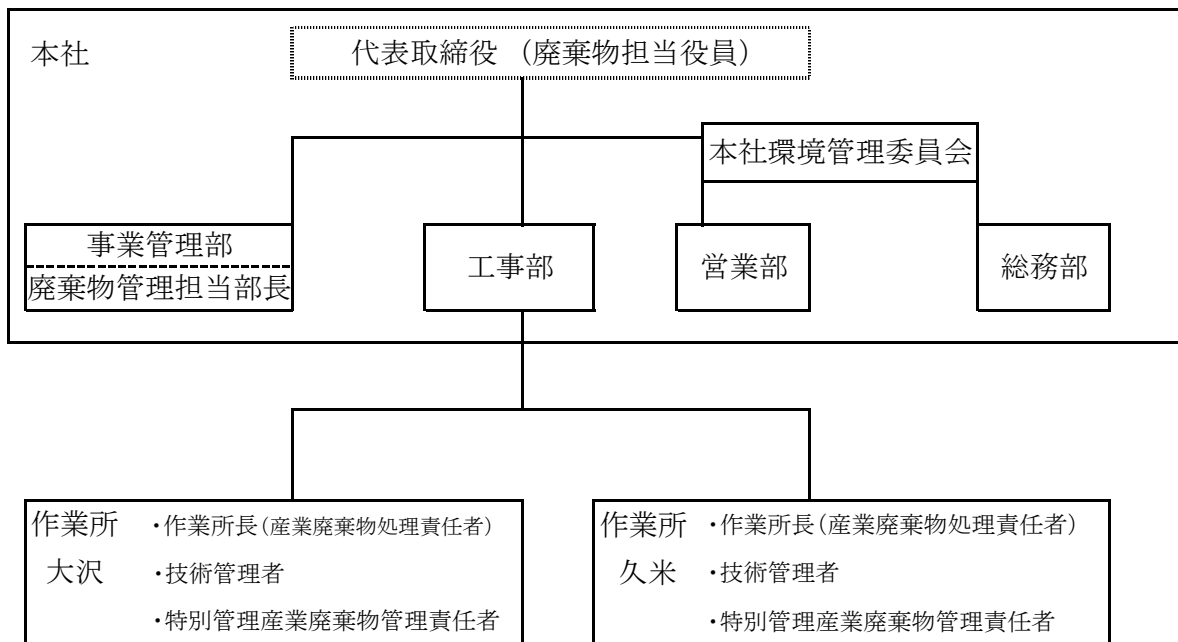 本社
代表取締役 (廃棄物担当役員)
本社環境管理委員会
事業管理部
廃棄物管理担当部長
工事部
営業部
総務部
作業所 ・作業所長(産業廃棄物処理責任者)
大沢 ・技術管理者
・特別管理産業廃棄物管理責任者
作業所 ・作業所長(産業廃棄物処理責任者)
久米 ・技術管理者
・特別管理産業廃棄物管理責任者